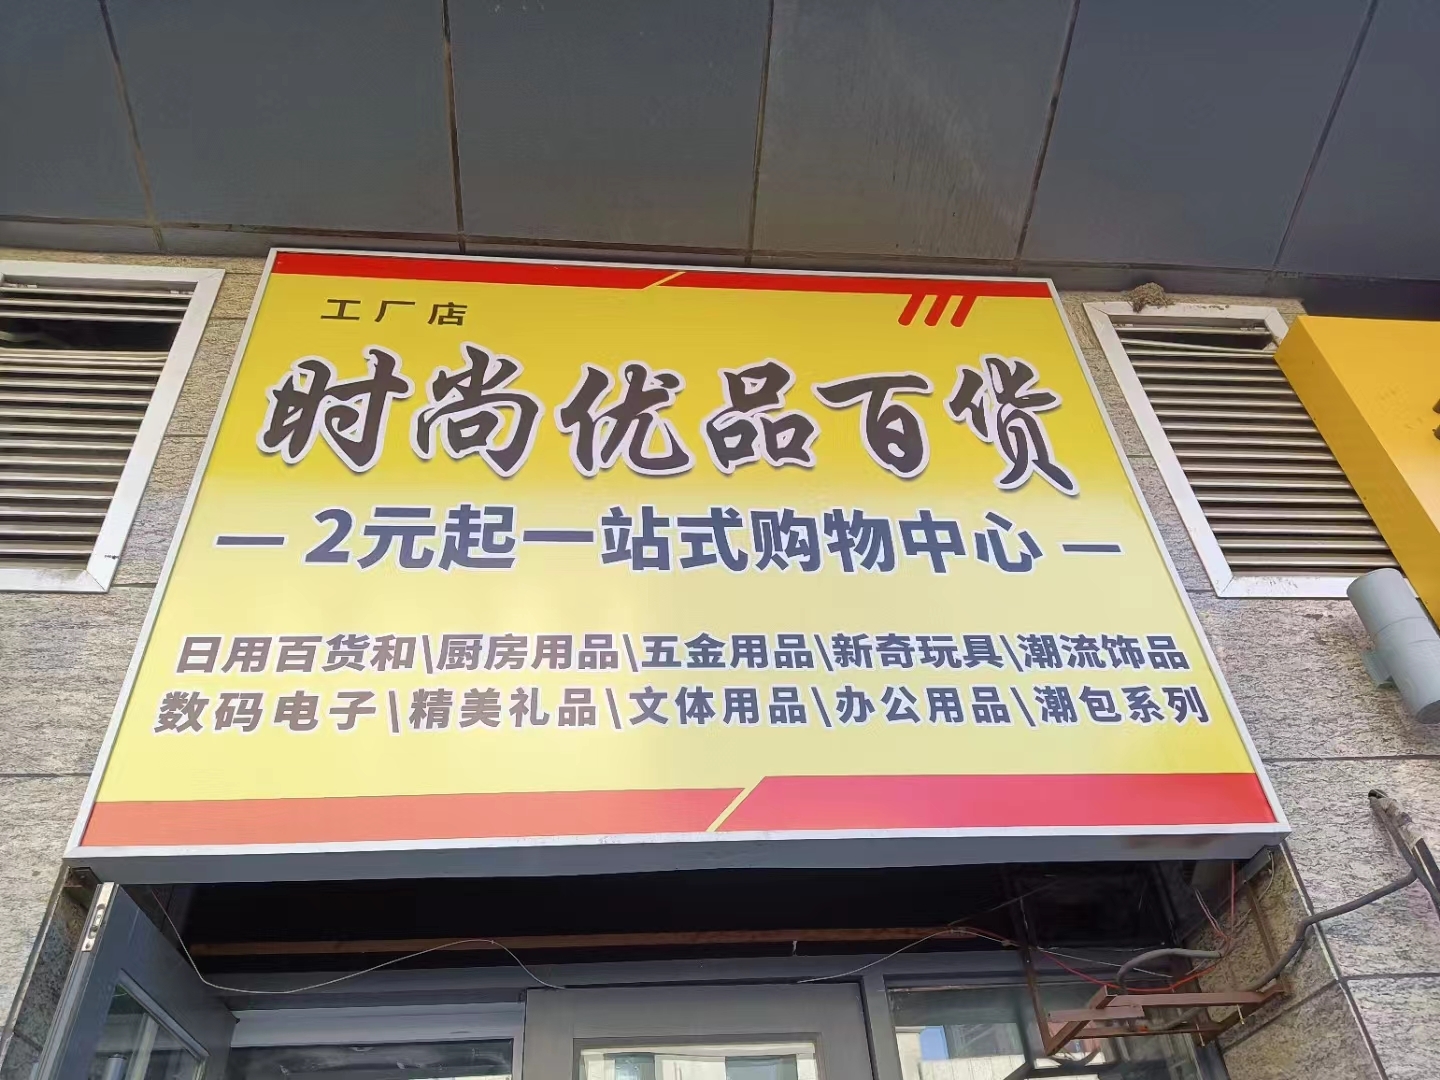 工厂店
时尚优品百货
—2元起一站式购物中心—
日用百货和\厨房用品\五金用品\新奇玩具\潮流饰品
数码电子\精美礼品\文体用品\办公用品\潮包系列